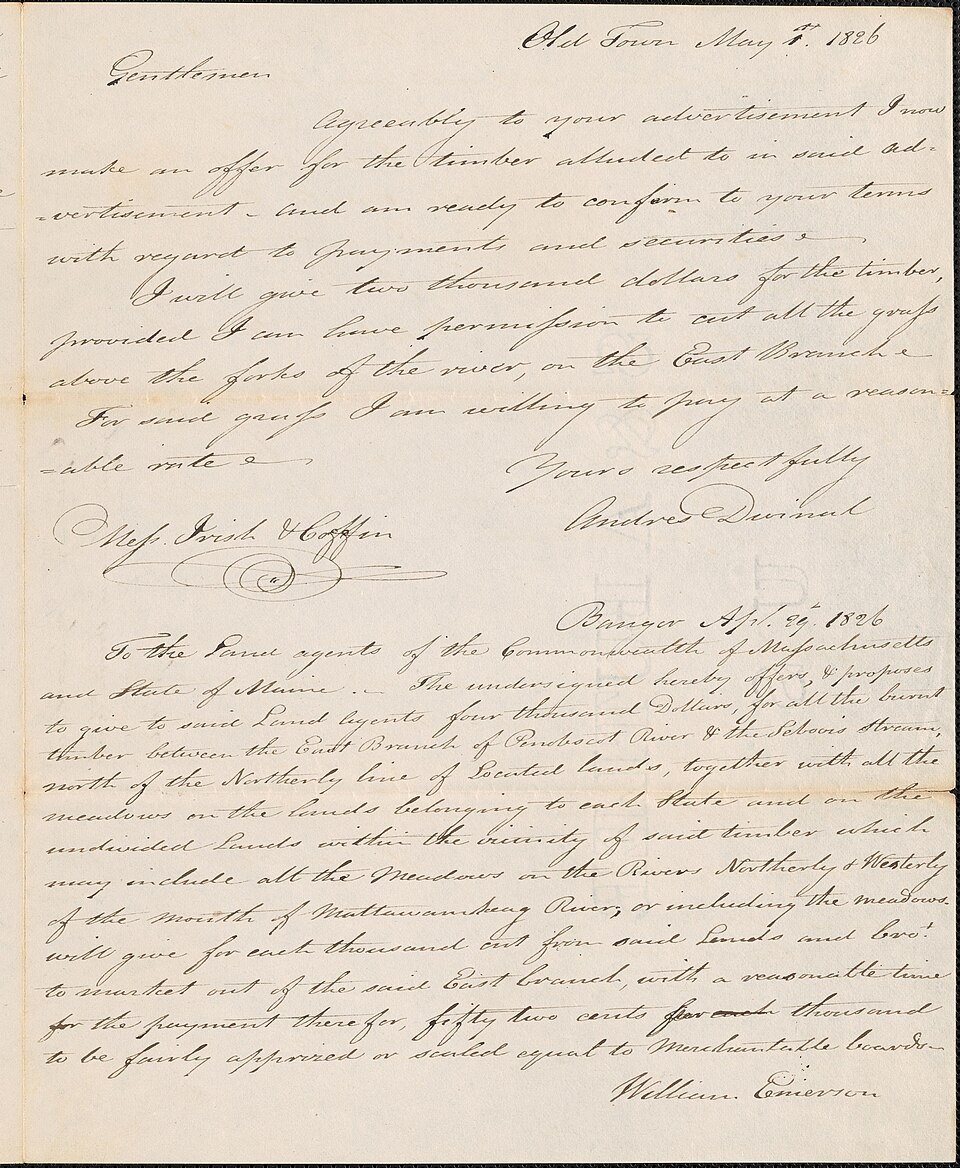 Old Town May 1st. 1826
Gentlemen
Agreeably to your advertisement I now
make an offer for the timber alluded to in said ad=
=vertisement - and am ready to confirm to your terms
with regard to payments and securities
I will give two thousand dollars for the timber,
provided I can have permission to cut all the grass
above the forks of the river, on the East Branch
For said grass I am willing to pay at a reason=
=able rate
Yours respectfully
Andres Dwinal
Mess. Irish & Coffin
Bangor Apl. 29. 1826
To the Land agents of the Commonwealth of Massachusetts
and State of Maine .. The undersigned hereby offers & proposes
to give to said Land agents four thousand Dollars, for all the burnt
timber between the East Branch of Penobscot River & the Seboois Stream,
north of the Northerly line of Located lands, together with all the
meadows on the lands belonging to each State and on the
undivided Lands within the vicinity of said timber which
may include all the Meadows on the Rivers Northerly & Westerly
of the mouth of Mattawamkeag River; or including the meadows
will give for each thousand cut from said Lands and bro't
to market out of the said East branch, with a reasonable time
for the payment therefor, fifty two cents for each thousand
to be fairly apprized or scaled equal to Merchantable boards
William Emerson